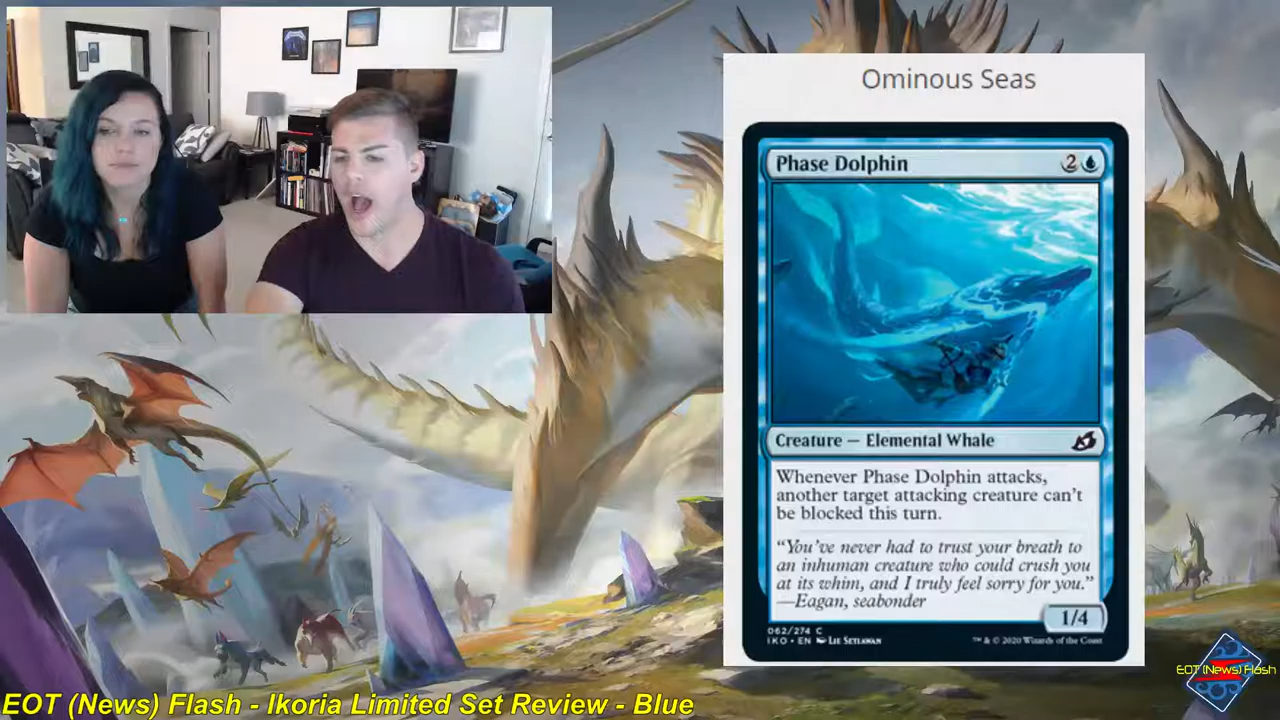 Ominous Seas
Phase Dolphin
2
Creature — Elemental Whale
Whenever Phase Dolphin attacks,
another target attacking creature can't
be blocked this turn.
“You've never had to trust your breath to
an inhuman creature who could crush you
at its whim, and I truly feel sorry for you.”
—Eagan, seabonder
1/4
062/274 C
IKO • EN Lie Setiawan
™ & © 2020 Wizards of the Coast
EOT (News) Flash
EOT (News) Flash - Ikoria Limited Set Review - Blue